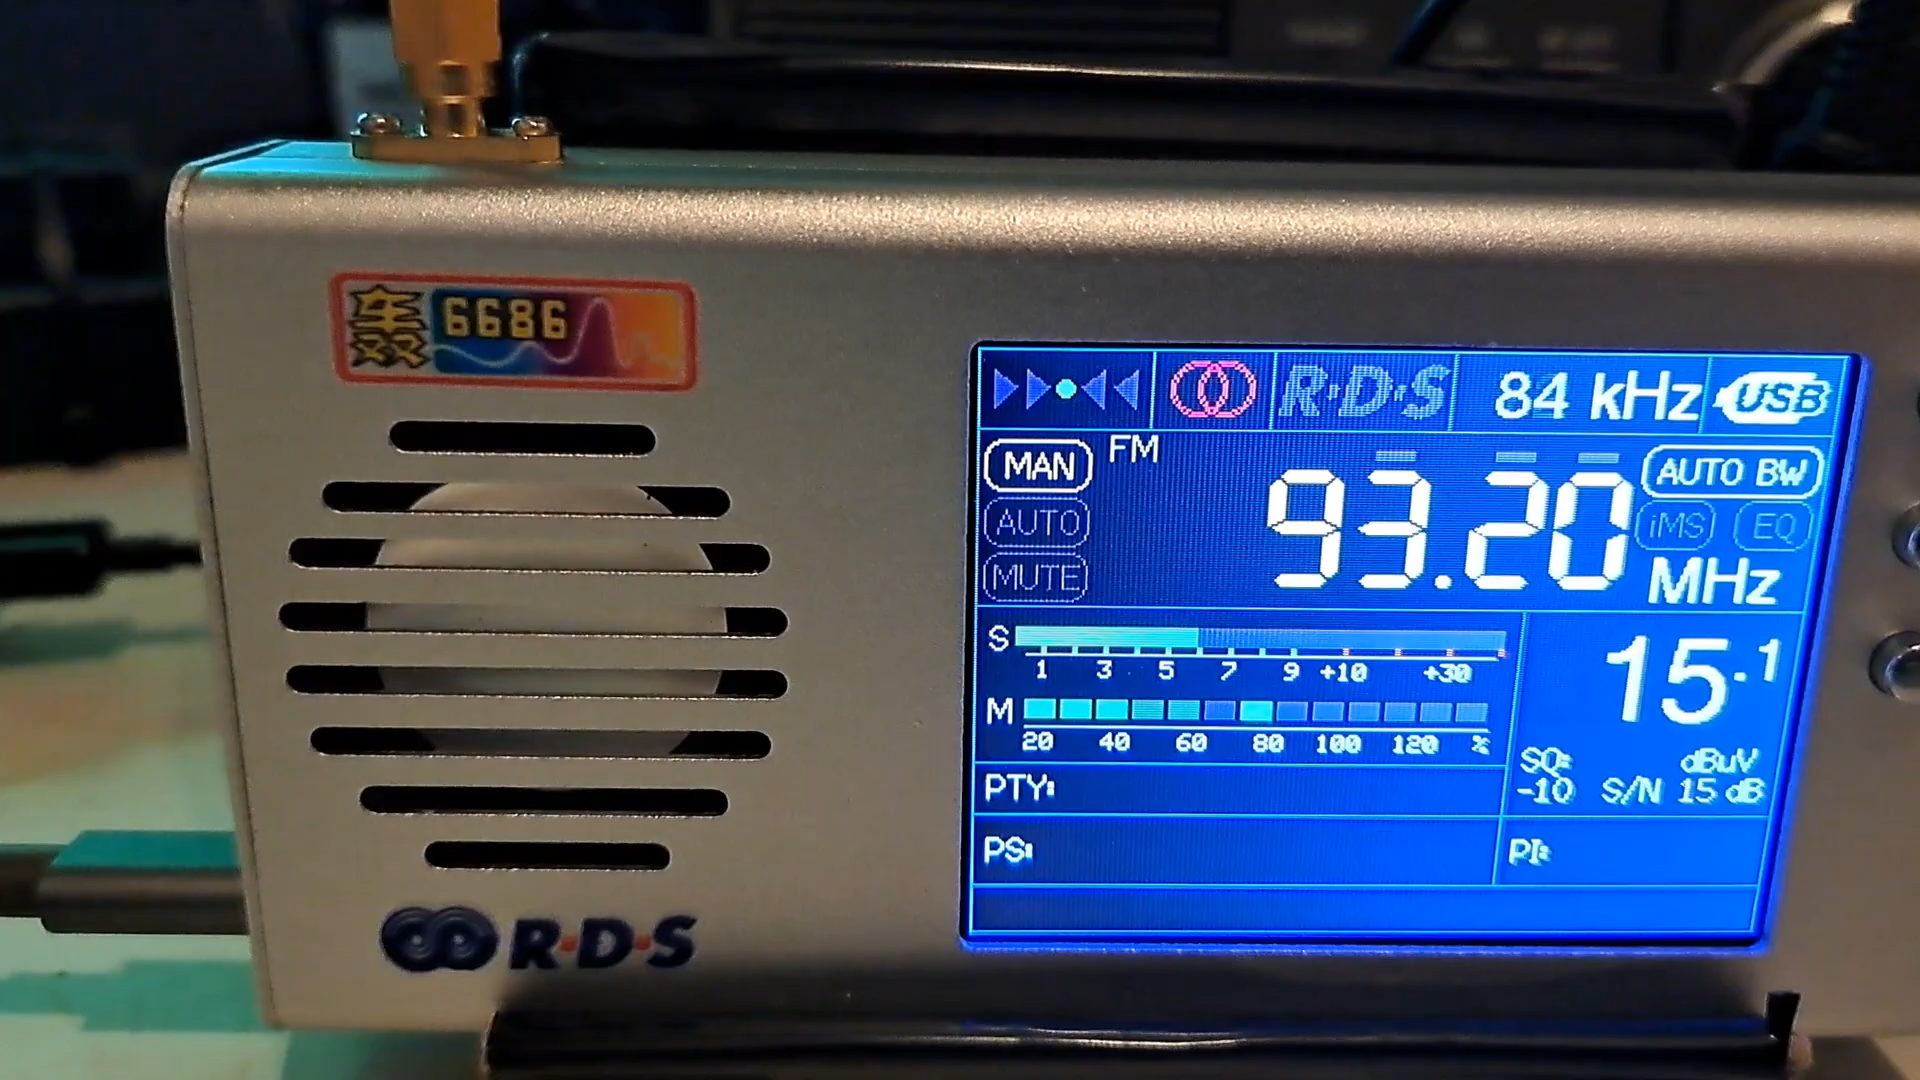 6686
R·D·S
R·D·S 84 kHz USB
MAN FM 93.20 AUTO BW
AUTO iMS EQ
MUTE MHz
S
1 3 5 7 9 +10 +30
15.1
M
20 40 60 80 100 120 %
SQ: dBuV
-10 S/N 15 dB
PTY:
PS: PI: